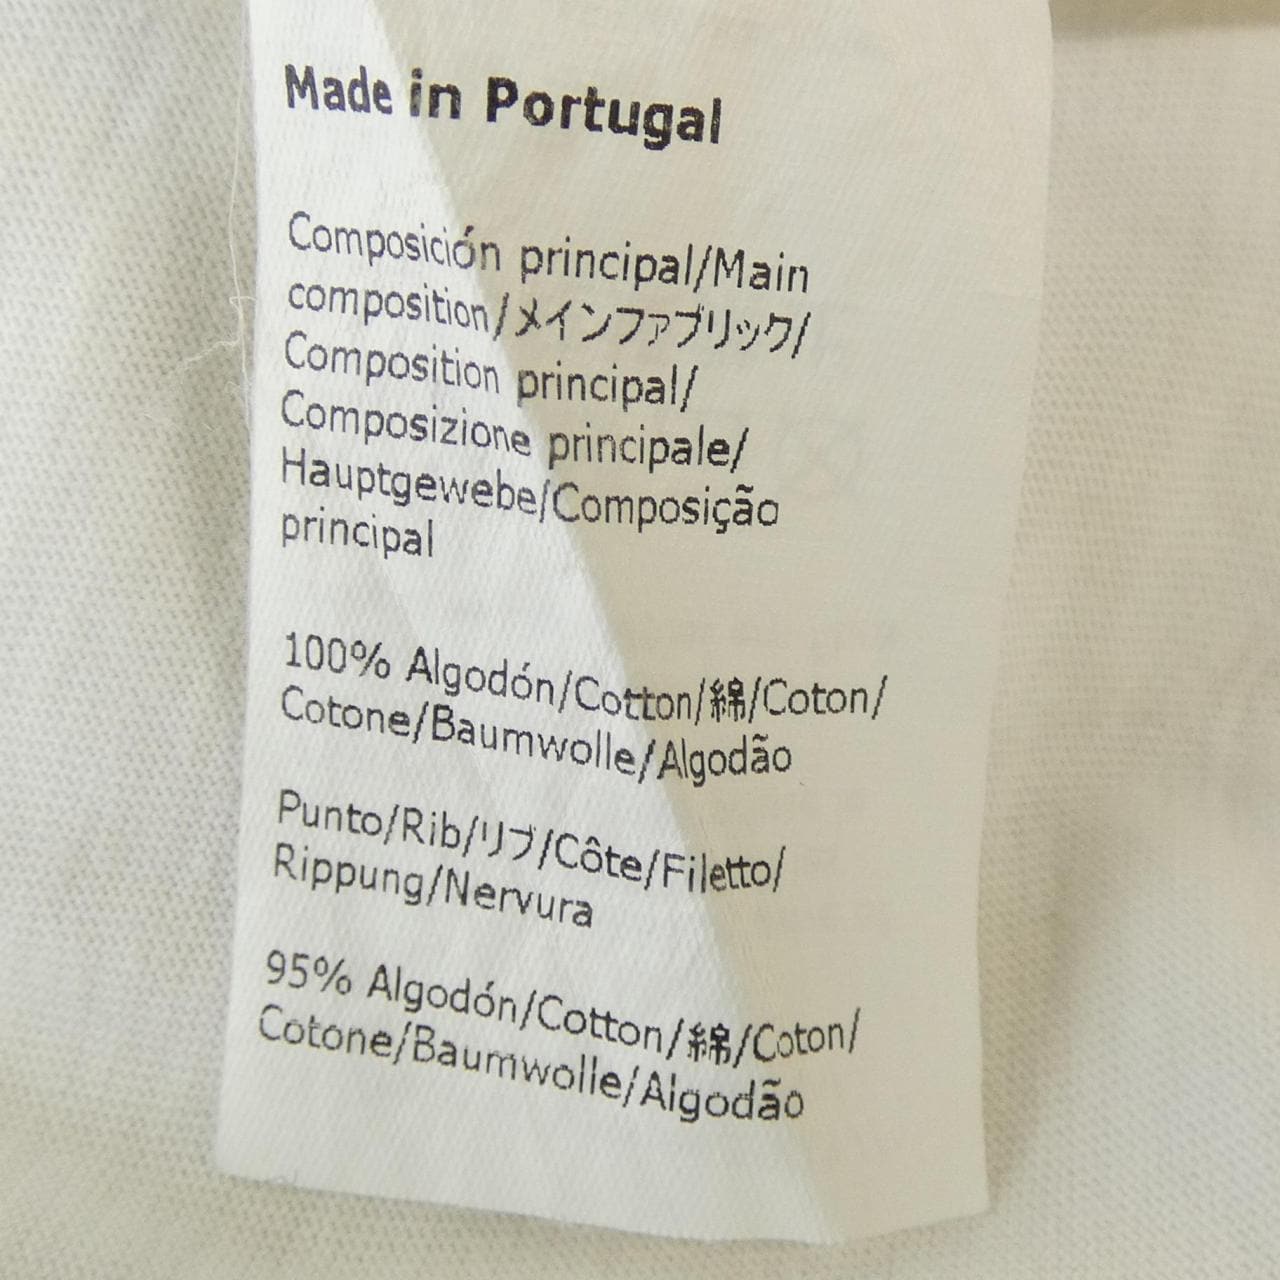 Made in Portugal
Composición principal/Main
composition/メインファブリック/
Composition principal/
Composizione principale/
Hauptgewebe/Composição
principal
100% Algodón/Cotton/綿/Coton/
Cotone/Baumwolle/Algodão
Punto/Rib/リブ/Côte/Filetto/
Rippung/Nervura
95% Algodón/Cotton/綿/Coton/
Cotone/Baumwolle/Algodão